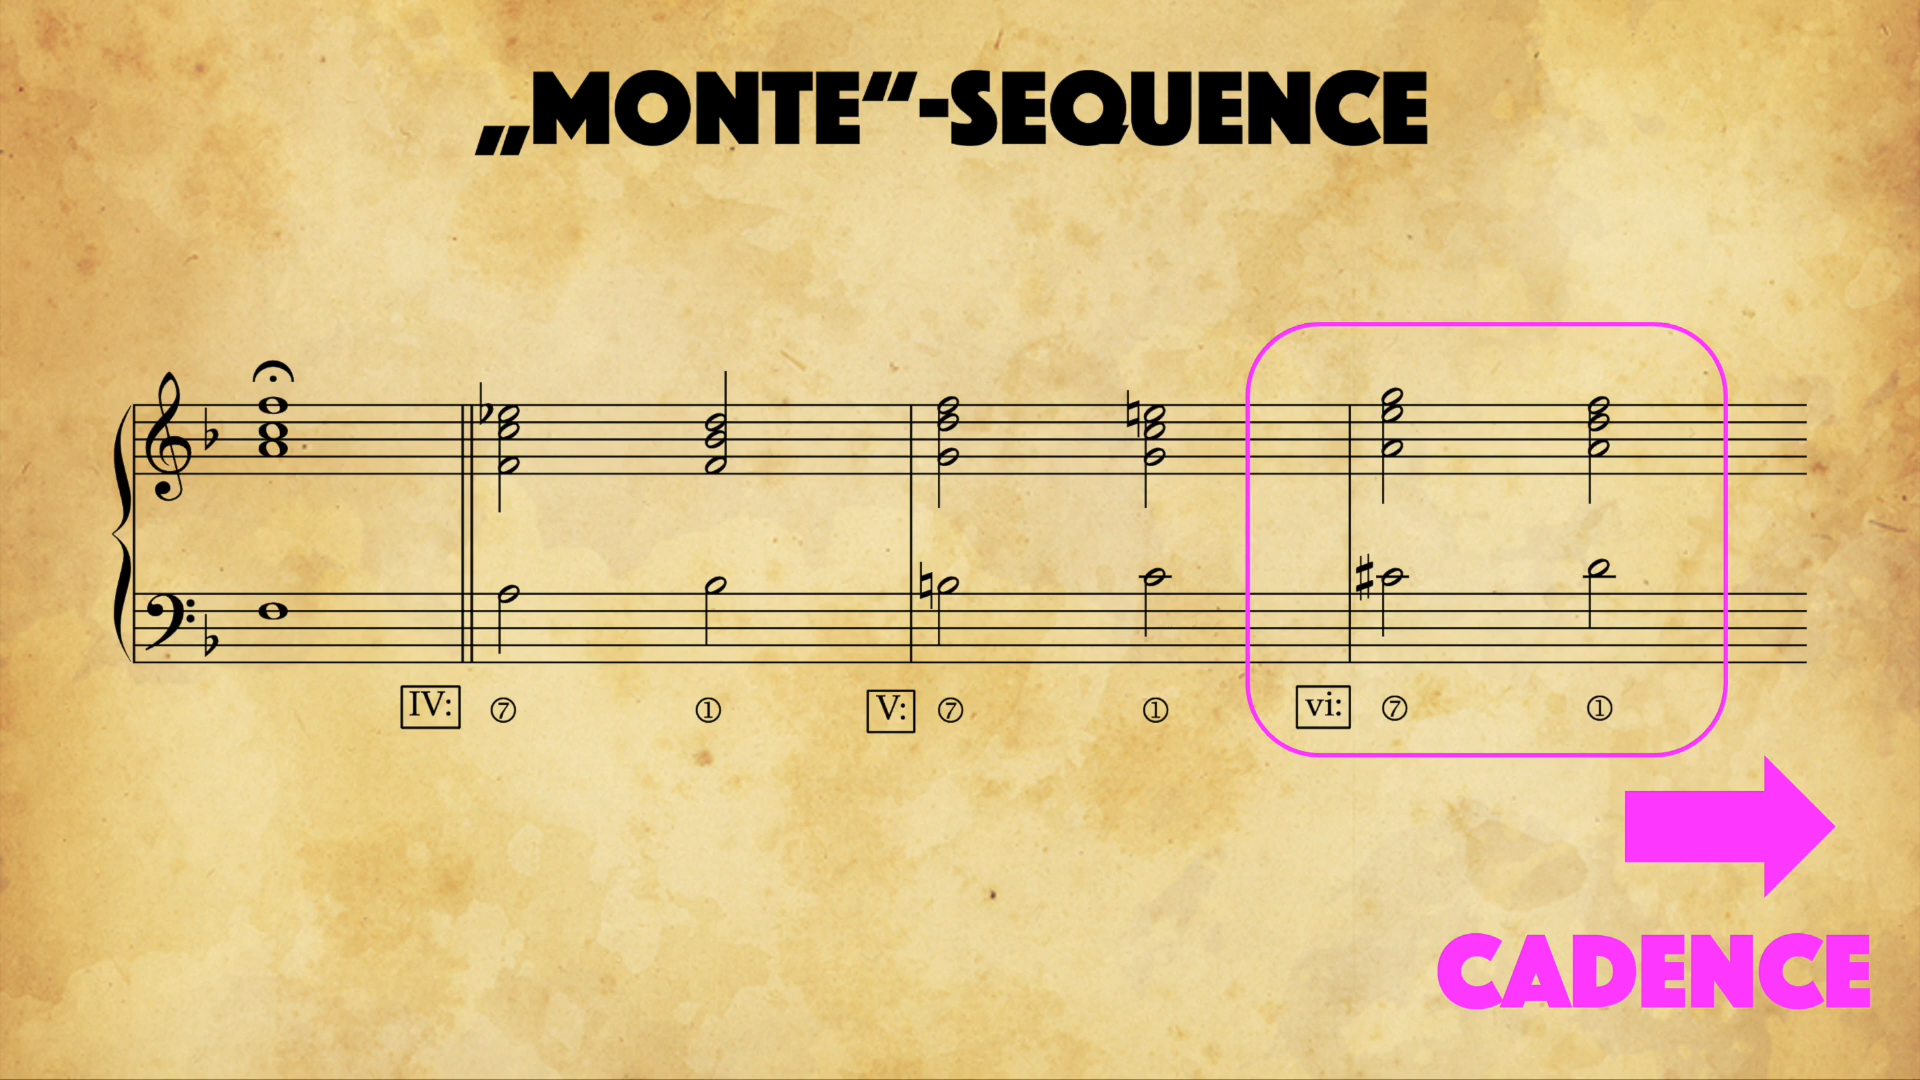 „MONTE“-SEQUENCE
IV: ⑦ ① V: ⑦ ① vi: ⑦ ①
CADENCE